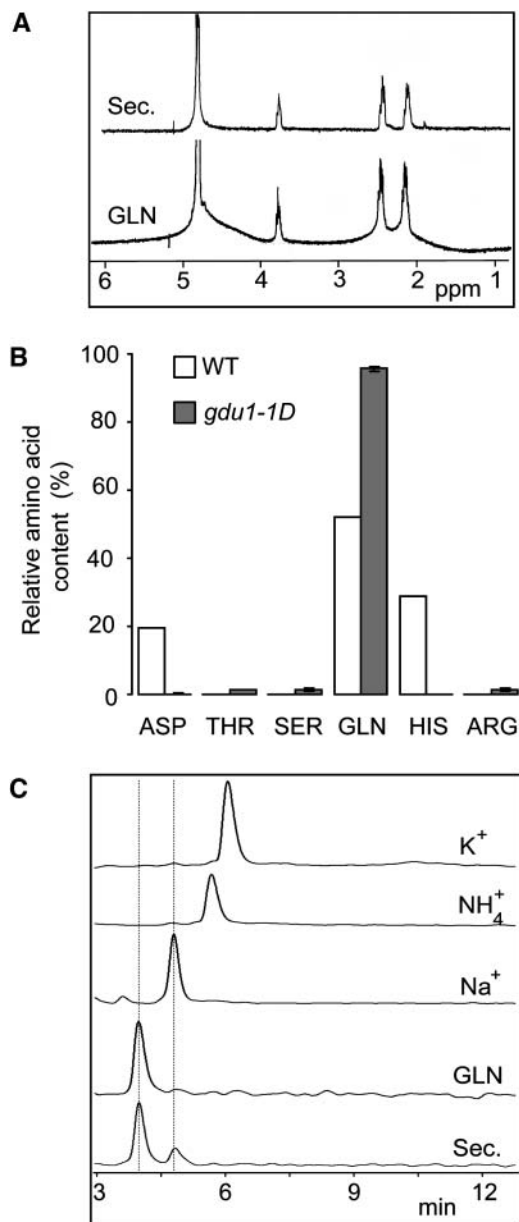 A
Sec.
GLN
6 5 4 3 2 1
ppm
B
Relative amino acid
content (%)
100
80
60
40
20
0
WT
gdu1-1D
ASP THR SER GLN HIS ARG
C
K+
NH4+
Na+
GLN
Sec.
3 6 9 12
min